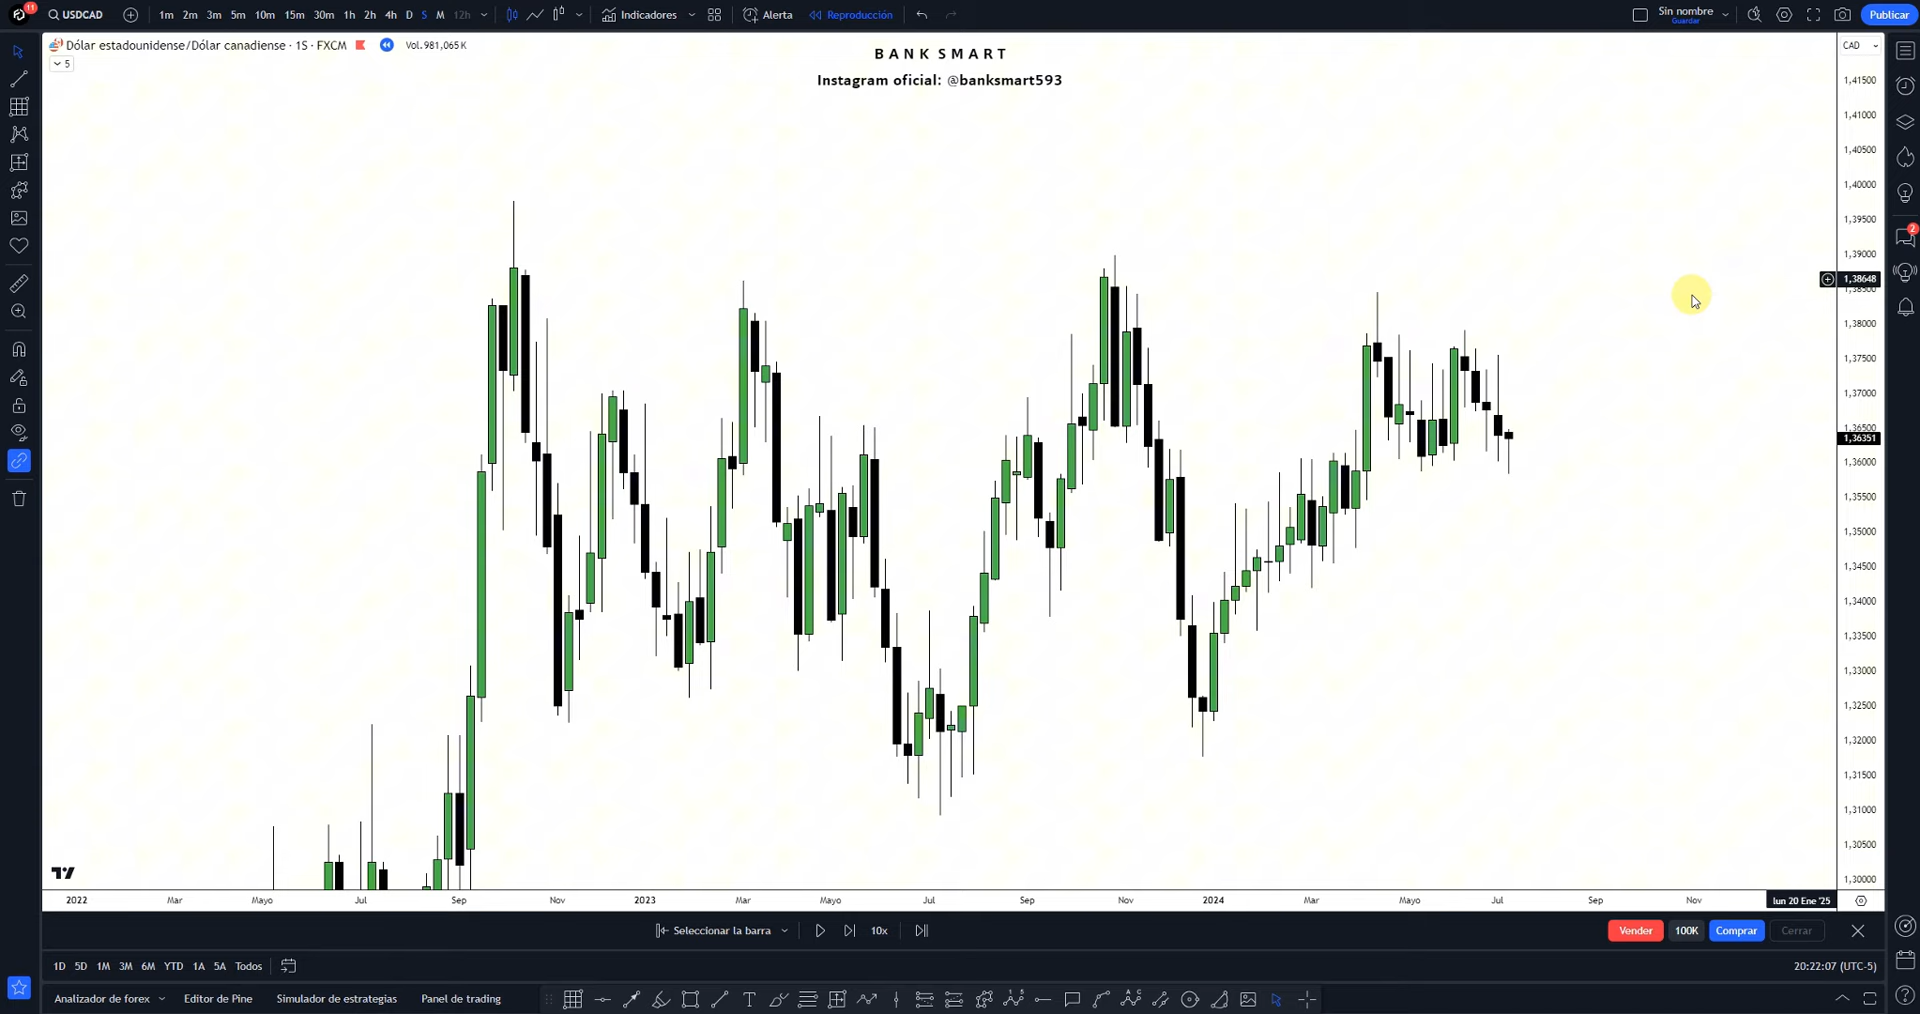 11
USDCAD
1m 2m 3m 5m 10m 15m 30m 1h 2h 4h D S M 12h
Indicadores
Alerta
Reproducción
Sin nombre
Guardar
Publicar
Dólar estadounidense/Dólar canadiense · 1S · FXCM
Vol. 981,065 K
5
BANK SMART
Instagram oficial: @banksmart593
CAD
1,41500
1,41000
1,40500
1,40000
1,39500
1,39000
1,38648
1,38500
1,38000
1,37500
1,37000
1,36500
1,36351
1,36000
1,35500
1,35000
1,34500
1,34000
1,33500
1,33000
1,32500
1,32000
1,31500
1,31000
1,30500
1,30000
2
2022 Mar Mayo Jul Sep Nov 2023 Mar Mayo Jul Sep Nov 2024 Mar Mayo Jul Sep Nov lun 20 Ene '25
Seleccionar la barra
10x
Vender
100K
Comprar
Cerrar
1D 5D 1M 3M 6M YTD 1A 5A Todos
20:22:07 (UTC-5)
Analizador de forex
Editor de Pine
Simulador de estrategias
Panel de trading